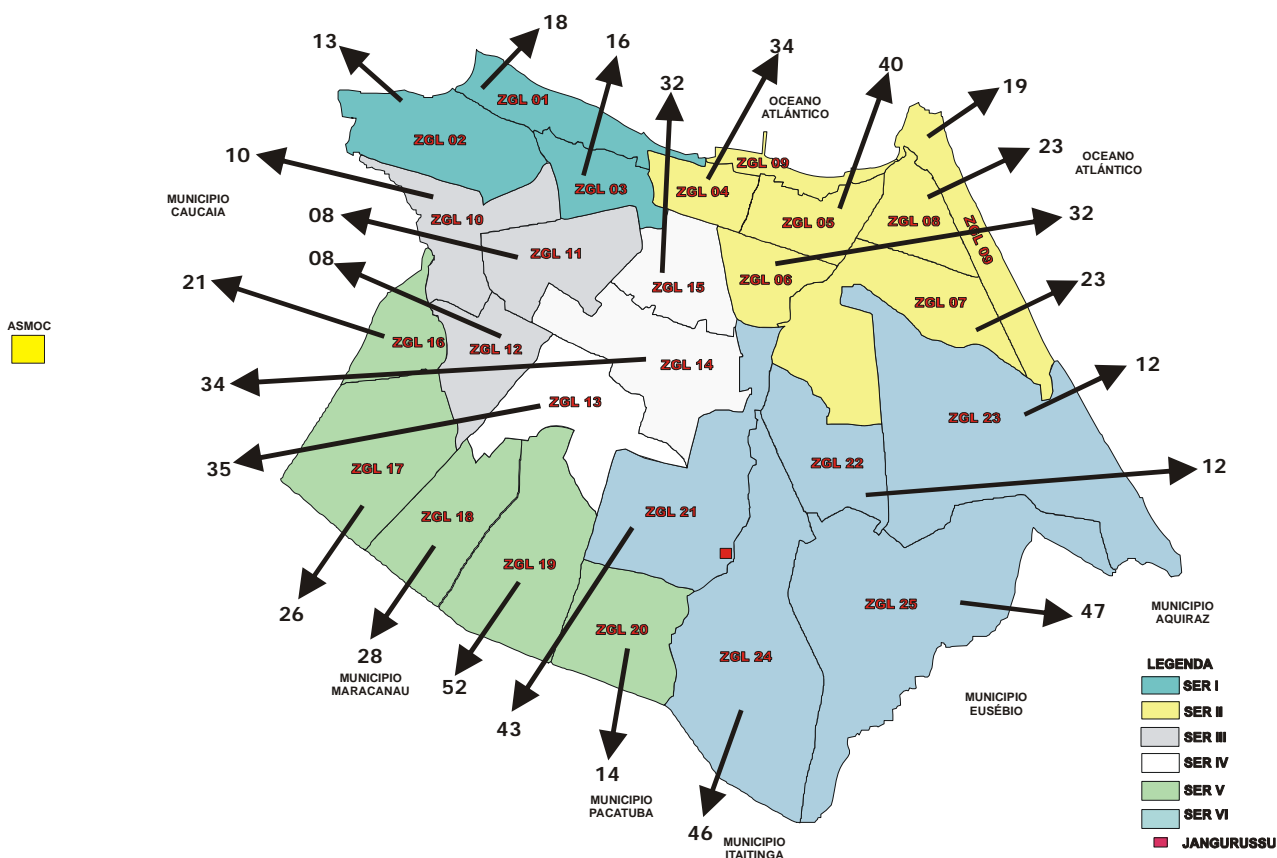 13
18
16
32
34
40
19
OCEANO
ATLÁNTICO
23
OCEANO
ATLÁNTICO
ZGL 01
ZGL 02
ZGL 03
ZGL 09
ZGL 04
ZGL 05
ZGL 08
ZGL 09
10
MUNICIPIO
CAUCAIA
08
ZGL 10
ZGL 11
32
08
21
ZGL 15
ZGL 06
ZGL 07
23
ASMOC
ZGL 16
ZGL 12
ZGL 14
34
12
ZGL 13
ZGL 23
35
ZGL 17
ZGL 22
12
ZGL 18
ZGL 21
ZGL 19
26
ZGL 20
ZGL 25
47
MUNICIPIO
AQUIRAZ
28
MUNICIPIO
MARACANAU
52
ZGL 24
43
MUNICIPIO
EUSÉBIO
14
MUNICIPIO
PACATUBA
46
MUNICIPIO
ITAITINGA
LEGENDA
SER I
SER II
SER III
SER IV
SER V
SER VI
JANGURUSSU